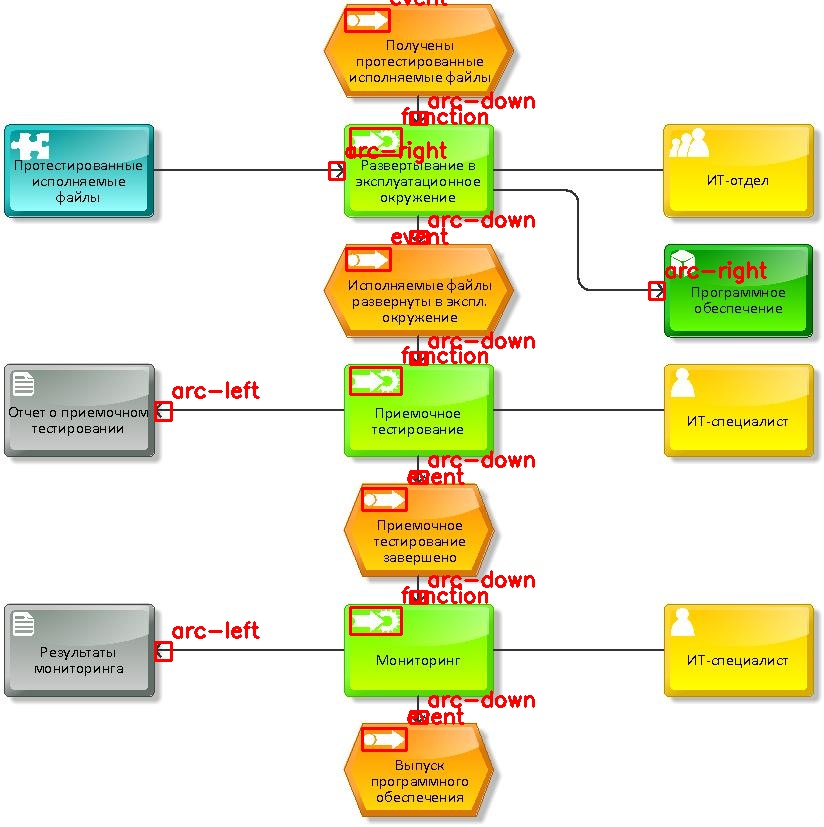 event
Получены
протестированные
исполняемые файлы
arc-down
function
arc-right
Протестированные
исполняемые
файлы
Развертывание в
эксплуатационное
окружение
ИТ-отдел
arc-down
event
arc-right
Исполняемые файлы
развернуты в экспл.
окружение
Программное
обеспечение
arc-down
function
arc-left
Отчет о приемочном
тестировании
Приемочное
тестирование
ИТ-специалист
arc-down
event
Приемочное
тестирование
завершено
arc-down
function
arc-left
Результаты
мониторинга
Мониторинг
ИТ-специалист
arc-down
event
Выпуск
программного
обеспечения